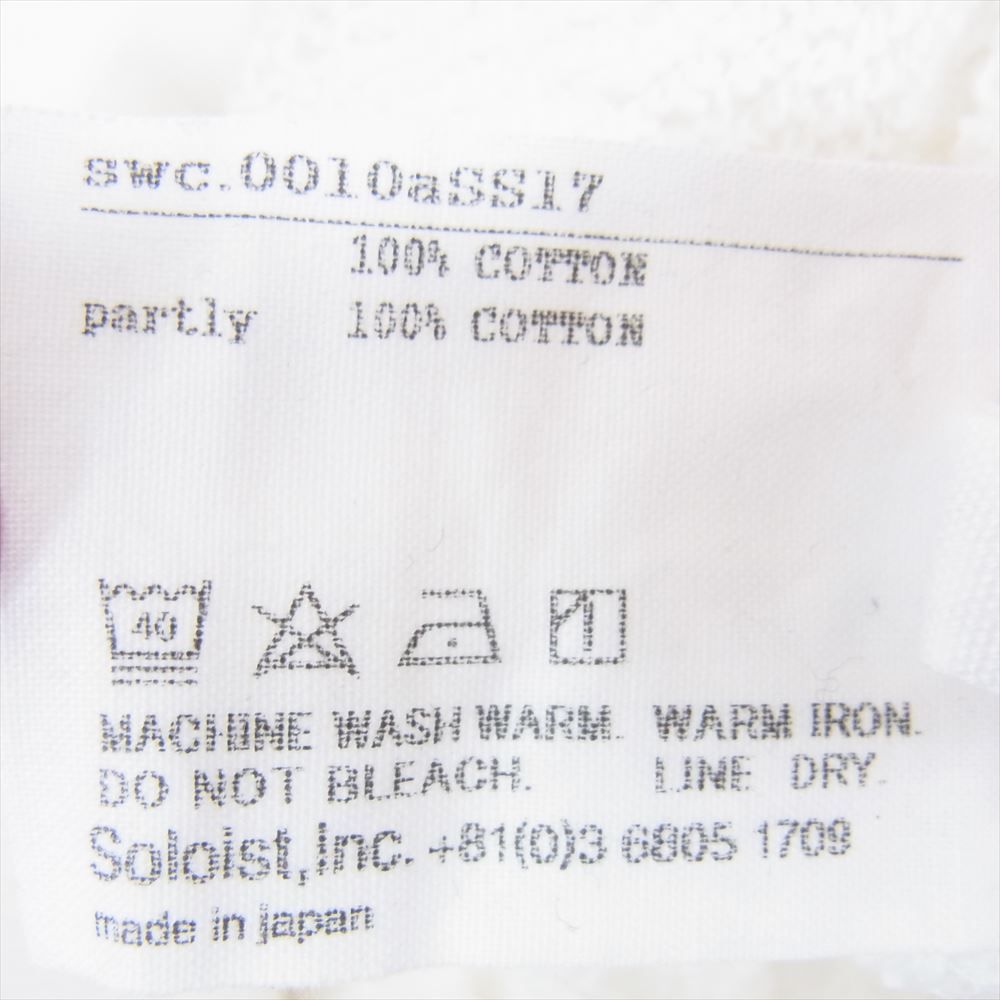 swc.0010aSS17
100% COTTON
partly 100% COTTON
40
MACHINE WASH WARM. WARM IRON.
DO NOT BLEACH. LINE DRY.
Soloist,Inc. +81(0)3 6805 1709
made in japan